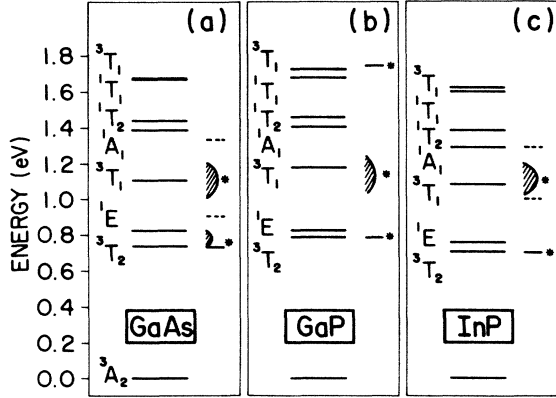 (a) (b) (c)
ENERGY (eV)
1.8
1.6
1.4
1.2
1.0
0.8
0.6
0.4
0.2
0.0
³T₁
¹T₁
¹T₂
¹A₁
³T₁
¹E
³T₂
³A₂
*
*
GaAs
³T₁
¹T₁
¹T₂
¹A₁
³T₁
¹E
³T₂
*
*
*
GaP
³T₁
¹T₁
¹T₂
¹A₁
³T₁
¹E
³T₂
*
*
InP